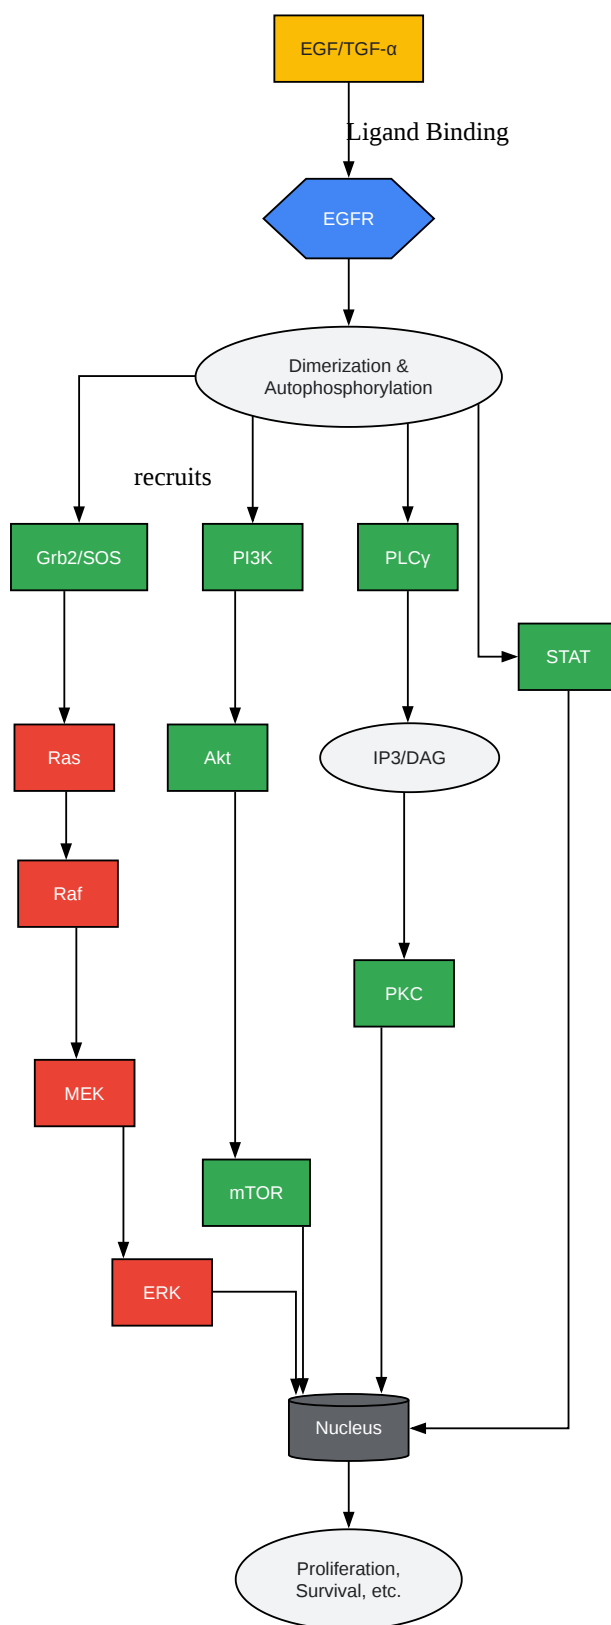 EGF/TGF-α
Ligand Binding
EGFR
Dimerization &
Autophosphorylation
recruits
Grb2/SOS
PI3K
PLCγ
STAT
Ras
Akt
IP3/DAG
Raf
PKC
MEK
mTOR
ERK
Nucleus
Proliferation,
Survival, etc.